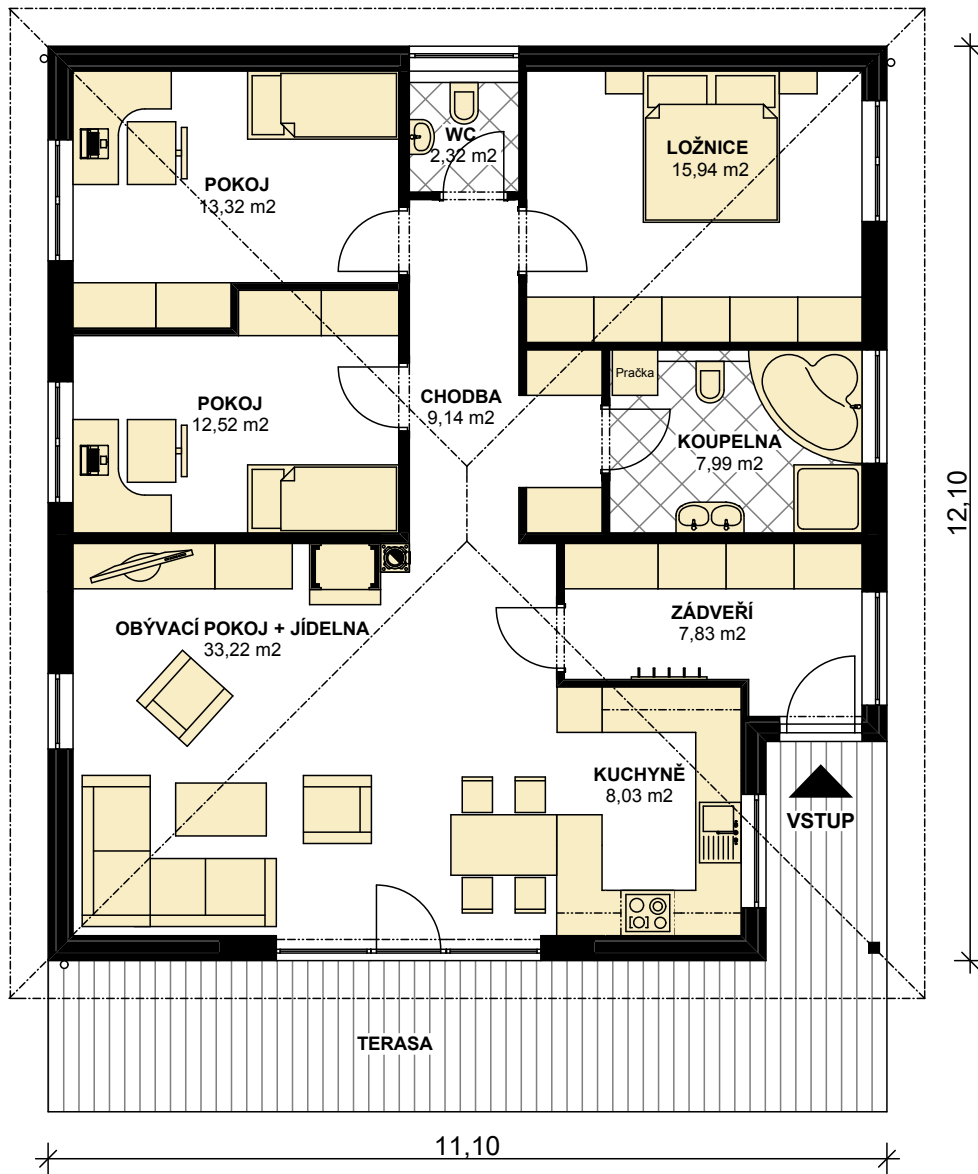 WC
2,32 m2
LOŽNICE
15,94 m2
POKOJ
13,32 m2
Pračka
CHODBA
9,14 m2
POKOJ
12,52 m2
KOUPELNA
7,99 m2
12,10
ZÁDVEŘÍ
7,83 m2
OBÝVACÍ POKOJ + JÍDELNA
33,22 m2
KUCHYNĚ
8,03 m2
VSTUP
TERASA
11,10